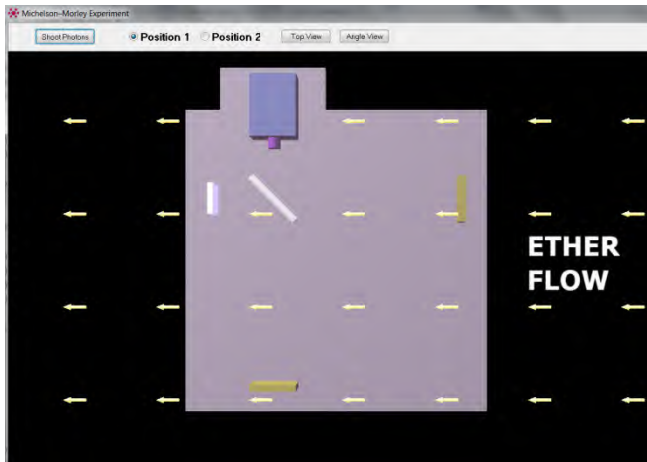 Michelson-Morley Experiment
Shoot Photons Position 1 Position 2 Top View Angle View
ETHER
FLOW